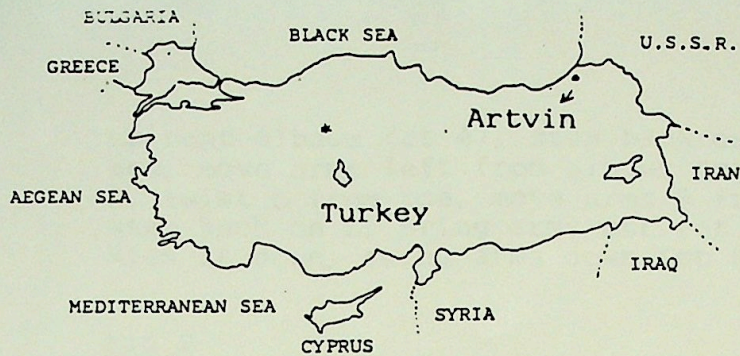 BULGARIA
BLACK SEA
U.S.S.R.
GREECE
Artvin
IRAN
AEGEAN SEA
Turkey
IRAQ
MEDITERRANEAN SEA
SYRIA
CYPRUS